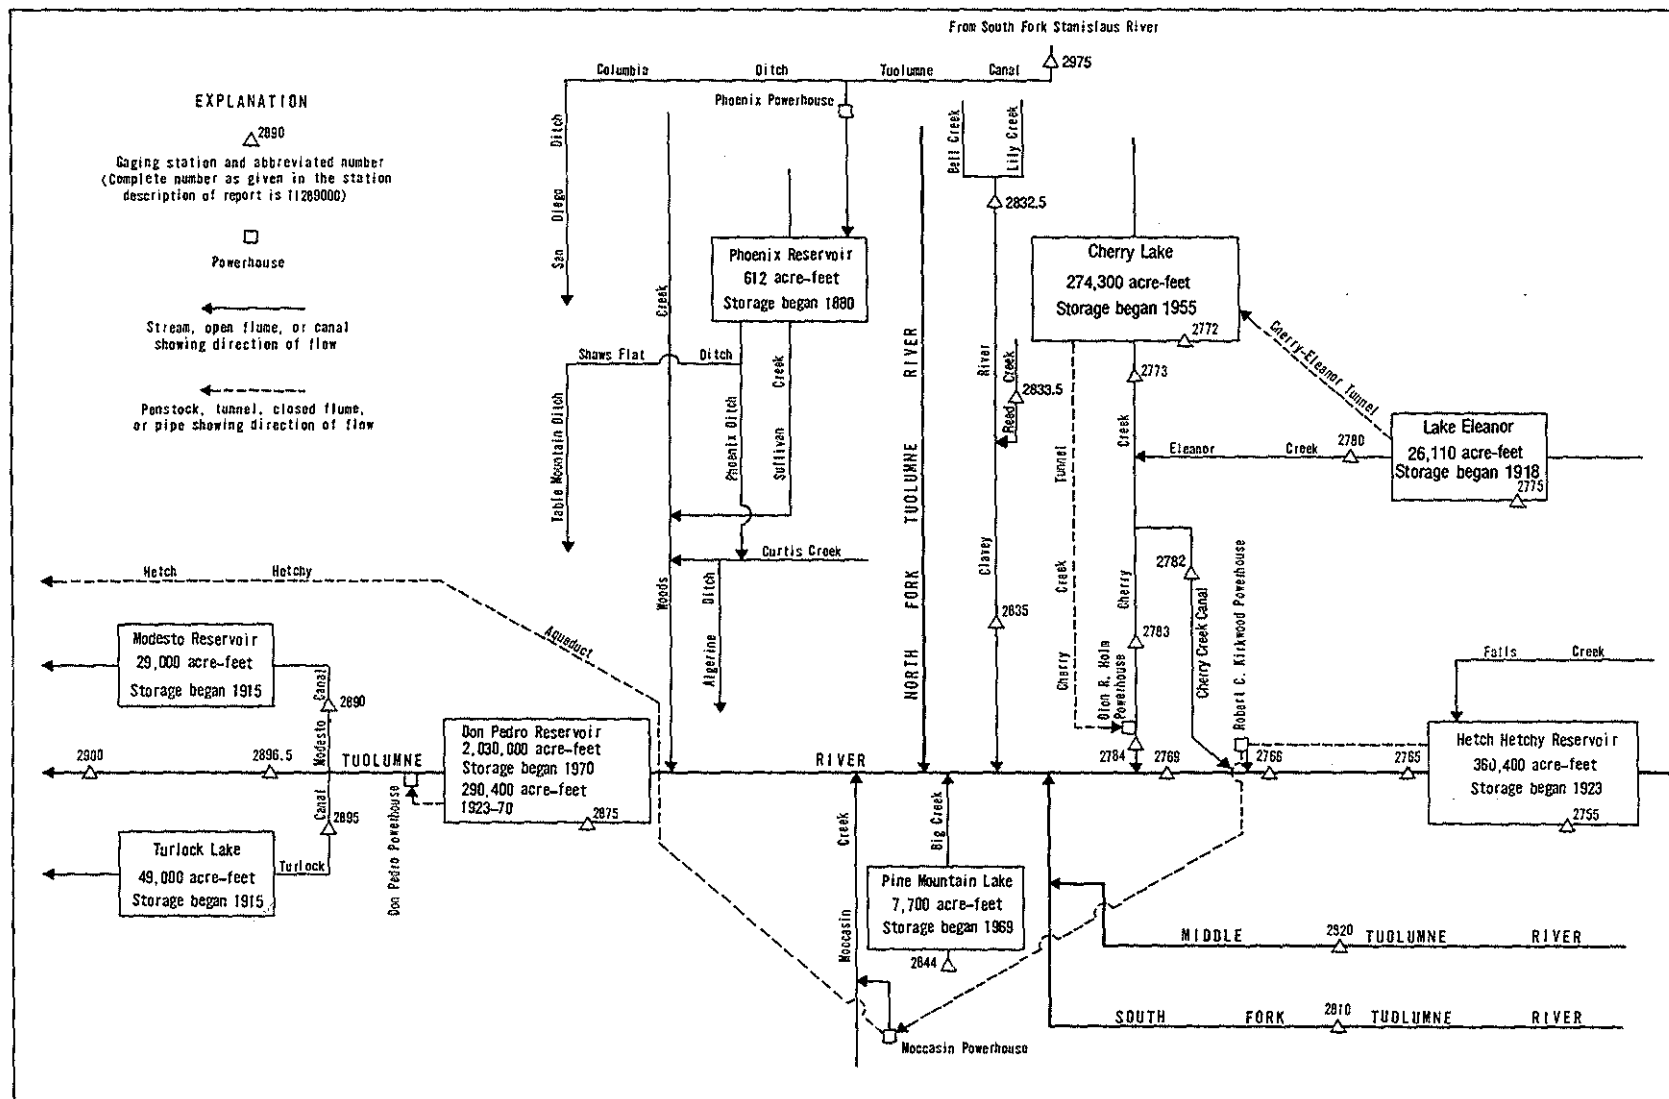 From South Fork Stanislaus River
2975
Columbia Ditch Tuolumne Canal
Phoenix Powerhouse
EXPLANATION
2890
Gaging station and abbreviated number
(Complete number as given in the station
description of report is 11289000)
Powerhouse
Stream, open flume, or canal
showing direction of flow
Penstock, tunnel, closed flume,
or pipe showing direction of flow
San Diego Ditch
Phoenix Reservoir
612 acre-feet
Storage began 1880
Shaws Flat Ditch
Table Mountain Ditch
Phoenix Ditch
Sullivan Creek
Curtis Creek
Algerine Ditch
Woods Creek
NORTH FORK TUOLUMNE RIVER
Bell Creek
Lily Creek
2832.5
Clavey River
Reed Creek
2833.5
2835
Cherry Lake
274,300 acre-feet
Storage began 1955
2772
2773
Cherry-Eleanor Tunnel
Lake Eleanor
26,110 acre-feet
Storage began 1918
2775
2780
Eleanor Creek
Cherry Creek
Cherry Creek Tunnel
2782
Cherry Creek Canal
2783
Dion R. Holm
Powerhouse
2784
Robert C. Kirkwood Powerhouse
Falls Creek
Hetch Hetchy Reservoir
360,400 acre-feet
Storage began 1923
2755
2765
2766
2769
Hetch Hetchy Aqueduct
Modesto Reservoir
29,000 acre-feet
Storage began 1915
Modesto Canal
2890
2900
2896.5
TUOLUMNE RIVER
Don Pedro Reservoir
2,030,000 acre-feet
Storage began 1970
290,400 acre-feet
1923-70
2875
Don Pedro Powerhouse
2895
Turlock Canal
Turlock Lake
49,000 acre-feet
Storage began 1915
Moccasin Creek
Big Creek
Pine Mountain Lake
7,700 acre-feet
Storage began 1969
2844
Moccasin Powerhouse
MIDDLE TUOLUMNE RIVER
2820
SOUTH FORK TUOLUMNE RIVER
2810